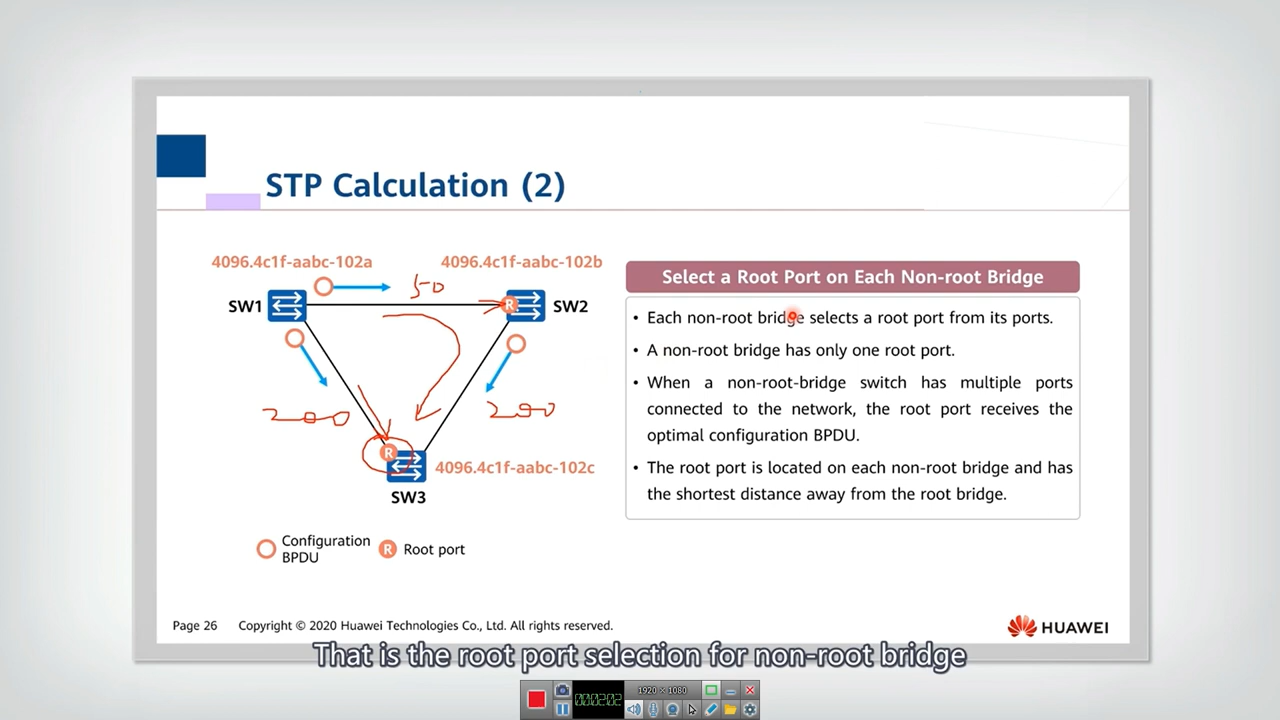 STP Calculation (2)
4096.4c1f-aabc-102a
4096.4c1f-aabc-102b
50
SW1
R
SW2
200
200
R
4096.4c1f-aabc-102c
SW3
Configuration
BPDU
R
Root port
Select a Root Port on Each Non-root Bridge
• Each non-root bridge selects a root port from its ports.
• A non-root bridge has only one root port.
• When a non-root-bridge switch has multiple ports
connected to the network, the root port receives the
optimal configuration BPDU.
• The root port is located on each non-root bridge and has
the shortest distance away from the root bridge.
Page 26
Copyright © 2020 Huawei Technologies Co., Ltd. All rights reserved.
HUAWEI
That is the root port selection for non-root bridge
000:02:02
1920 × 1080